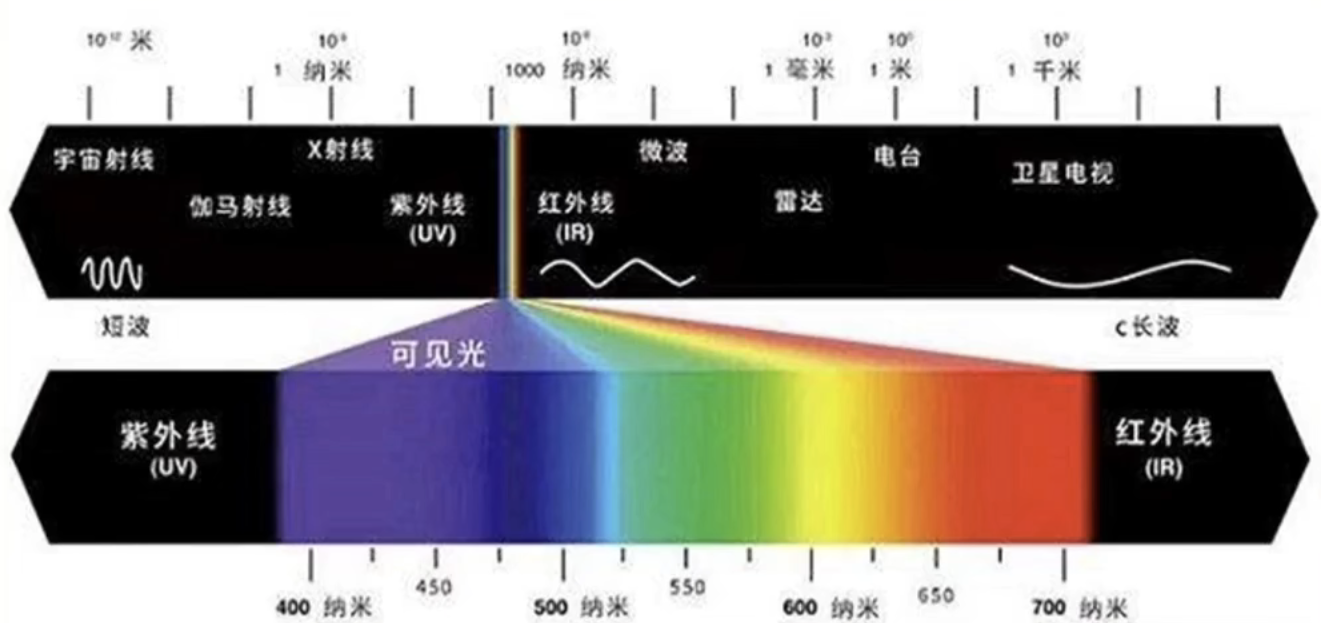 10⁻¹² 米
10⁻⁹
10⁻⁶
10⁻³
10⁰
10³
1 纳米
1000 纳米
1 毫米
1 米
1 千米
宇宙射线
X射线
微波
电台
卫星电视
伽马射线
紫外线
(UV)
红外线
(IR)
雷达
短波
c长波
可见光
紫外线
(UV)
红外线
(IR)
450
550
650
400 纳米
500 纳米
600 纳米
700 纳米